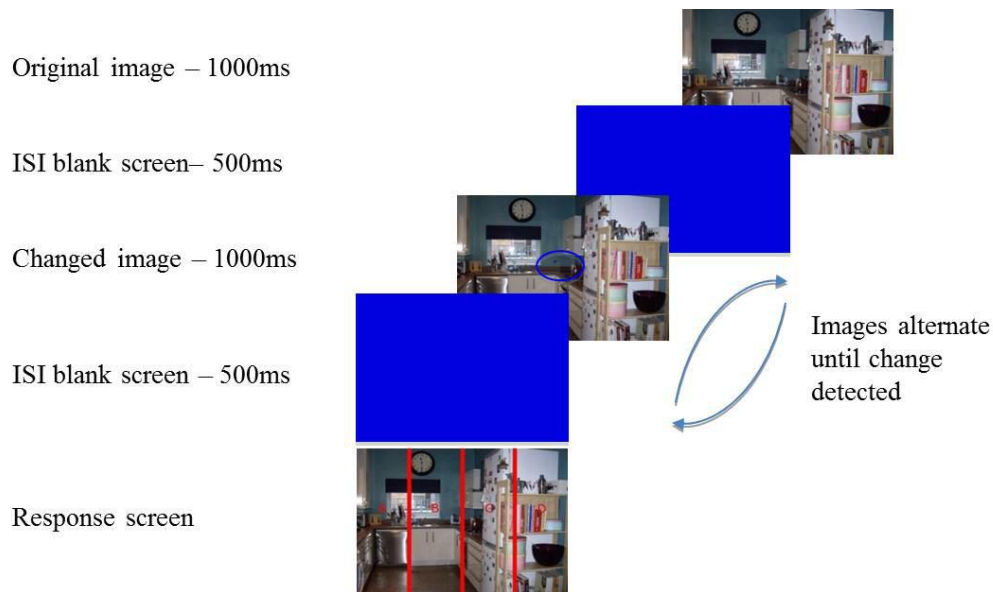 Original image – 1000ms
ISI blank screen– 500ms
Changed image – 1000ms
ISI blank screen – 500ms
Images alternate
until change
detected
Response screen
A B C D